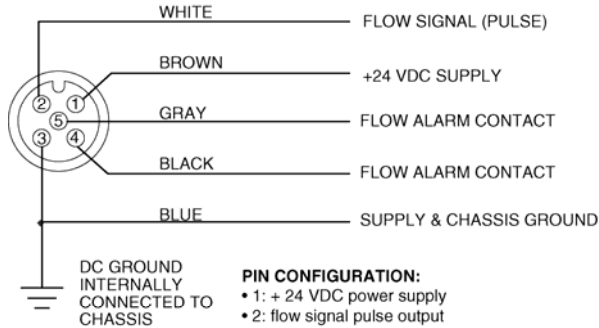 WHITE
FLOW SIGNAL (PULSE)
BROWN
+24 VDC SUPPLY
2
1
GRAY
5
FLOW ALARM CONTACT
3
4
BLACK
FLOW ALARM CONTACT
BLUE
SUPPLY & CHASSIS GROUND
DC GROUND
INTERNALLY
CONNECTED TO
CHASSIS
PIN CONFIGURATION:
• 1: + 24 VDC power supply
• 2: flow signal pulse output